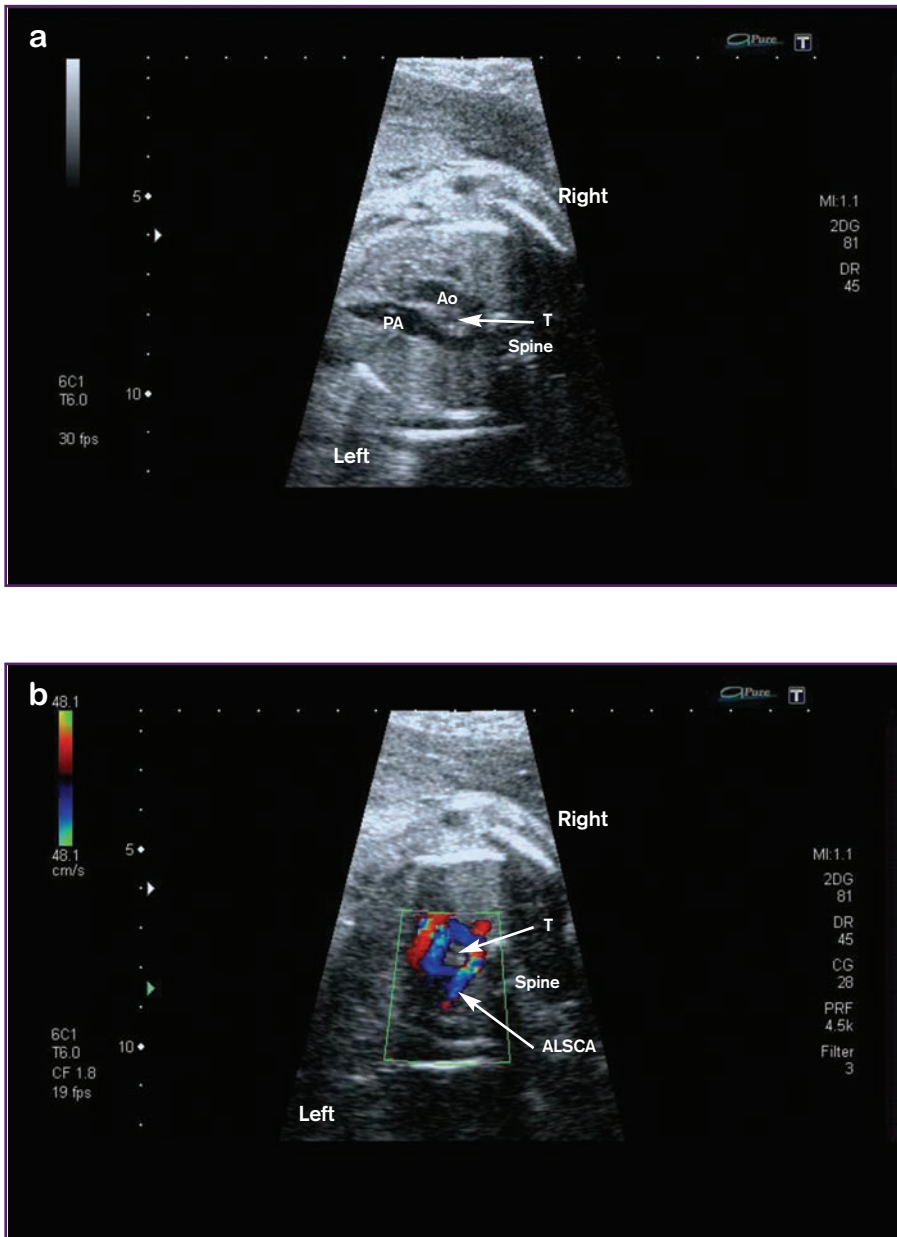 a
aPure T
Right
5
MI:1.1
2DG
81
DR
45
Ao
PA
T
Spine
6C1
T6.0
10
30 fps
Left
b
aPure T
48.1
48.1
cm/s
5
Right
MI:1.1
2DG
81
DR
45
CG
28
PRF
4.5k
Filter
3
T
Spine
ALSCA
6C1
T6.0
10
CF 1.8
19 fps
Left